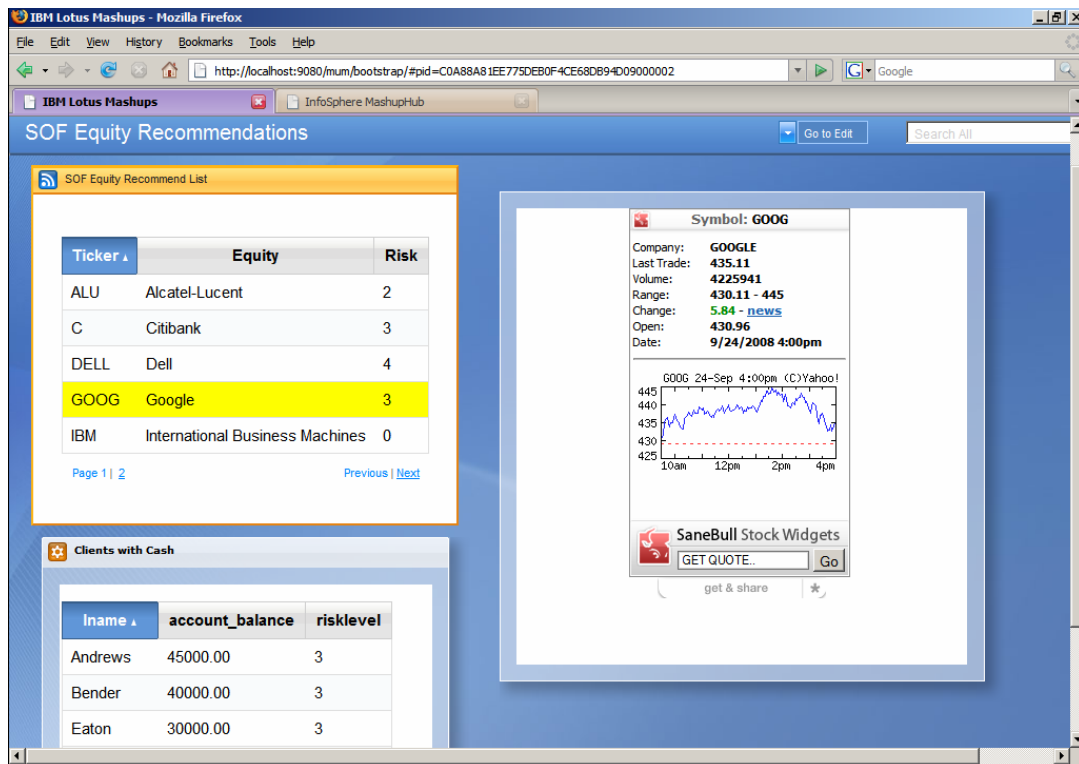 IBM Lotus Mashups - Mozilla Firefox
File Edit View History Bookmarks Tools Help
http://localhost:9080/mum/bootstrap/#pid=C0A88A81EE775DEB0F4CE68DB94D09000002
G Google
IBM Lotus Mashups InfoSphere MashupHub
SOF Equity Recommendations Go to Edit Search All
SOF Equity Recommend List
Ticker Equity Risk
ALU Alcatel-Lucent 2
C Citibank 3
DELL Dell 4
GOOG Google 3
IBM International Business Machines 0
Page 1 | 2 Previous | Next
Clients with Cash
lname account_balance risklevel
Andrews 45000.00 3
Bender 40000.00 3
Eaton 30000.00 3
Symbol: GOOG
Company: GOOGLE
Last Trade: 435.11
Volume: 4225941
Range: 430.11 - 445
Change: 5.84 - news
Open: 430.96
Date: 9/24/2008 4:00pm
GOOG 24-Sep 4:00pm (C)Yahoo!
445
440
435
430
425
10am 12pm 2pm 4pm
SaneBull Stock Widgets
GET QUOTE.. Go
get & share *